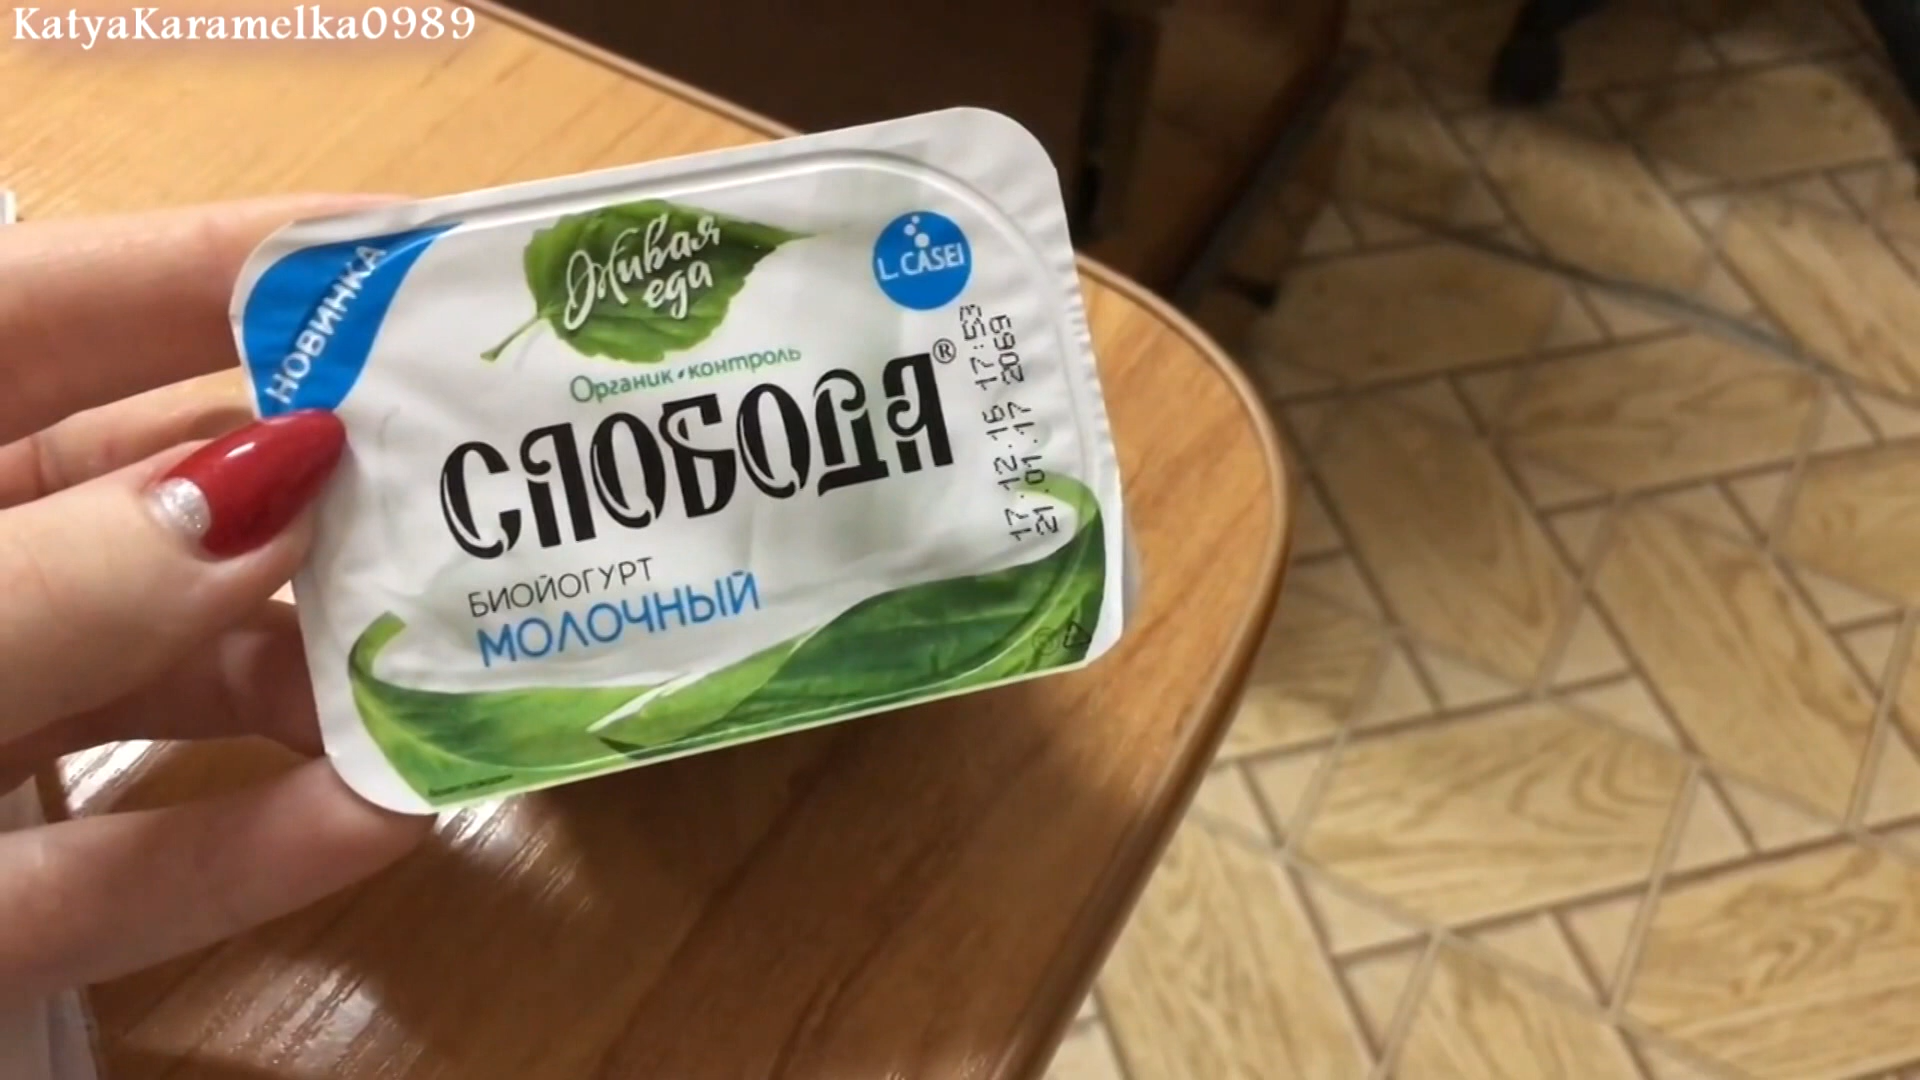 KatyaKaramelka0989
НОВИНКА
Живая
еда
L.CASEI
Органик•контроль
СЛОБОДА®
17.12.16 17:53
21.01.17 2069
БИОЙОГУРТ
МОЛОЧНЫЙ